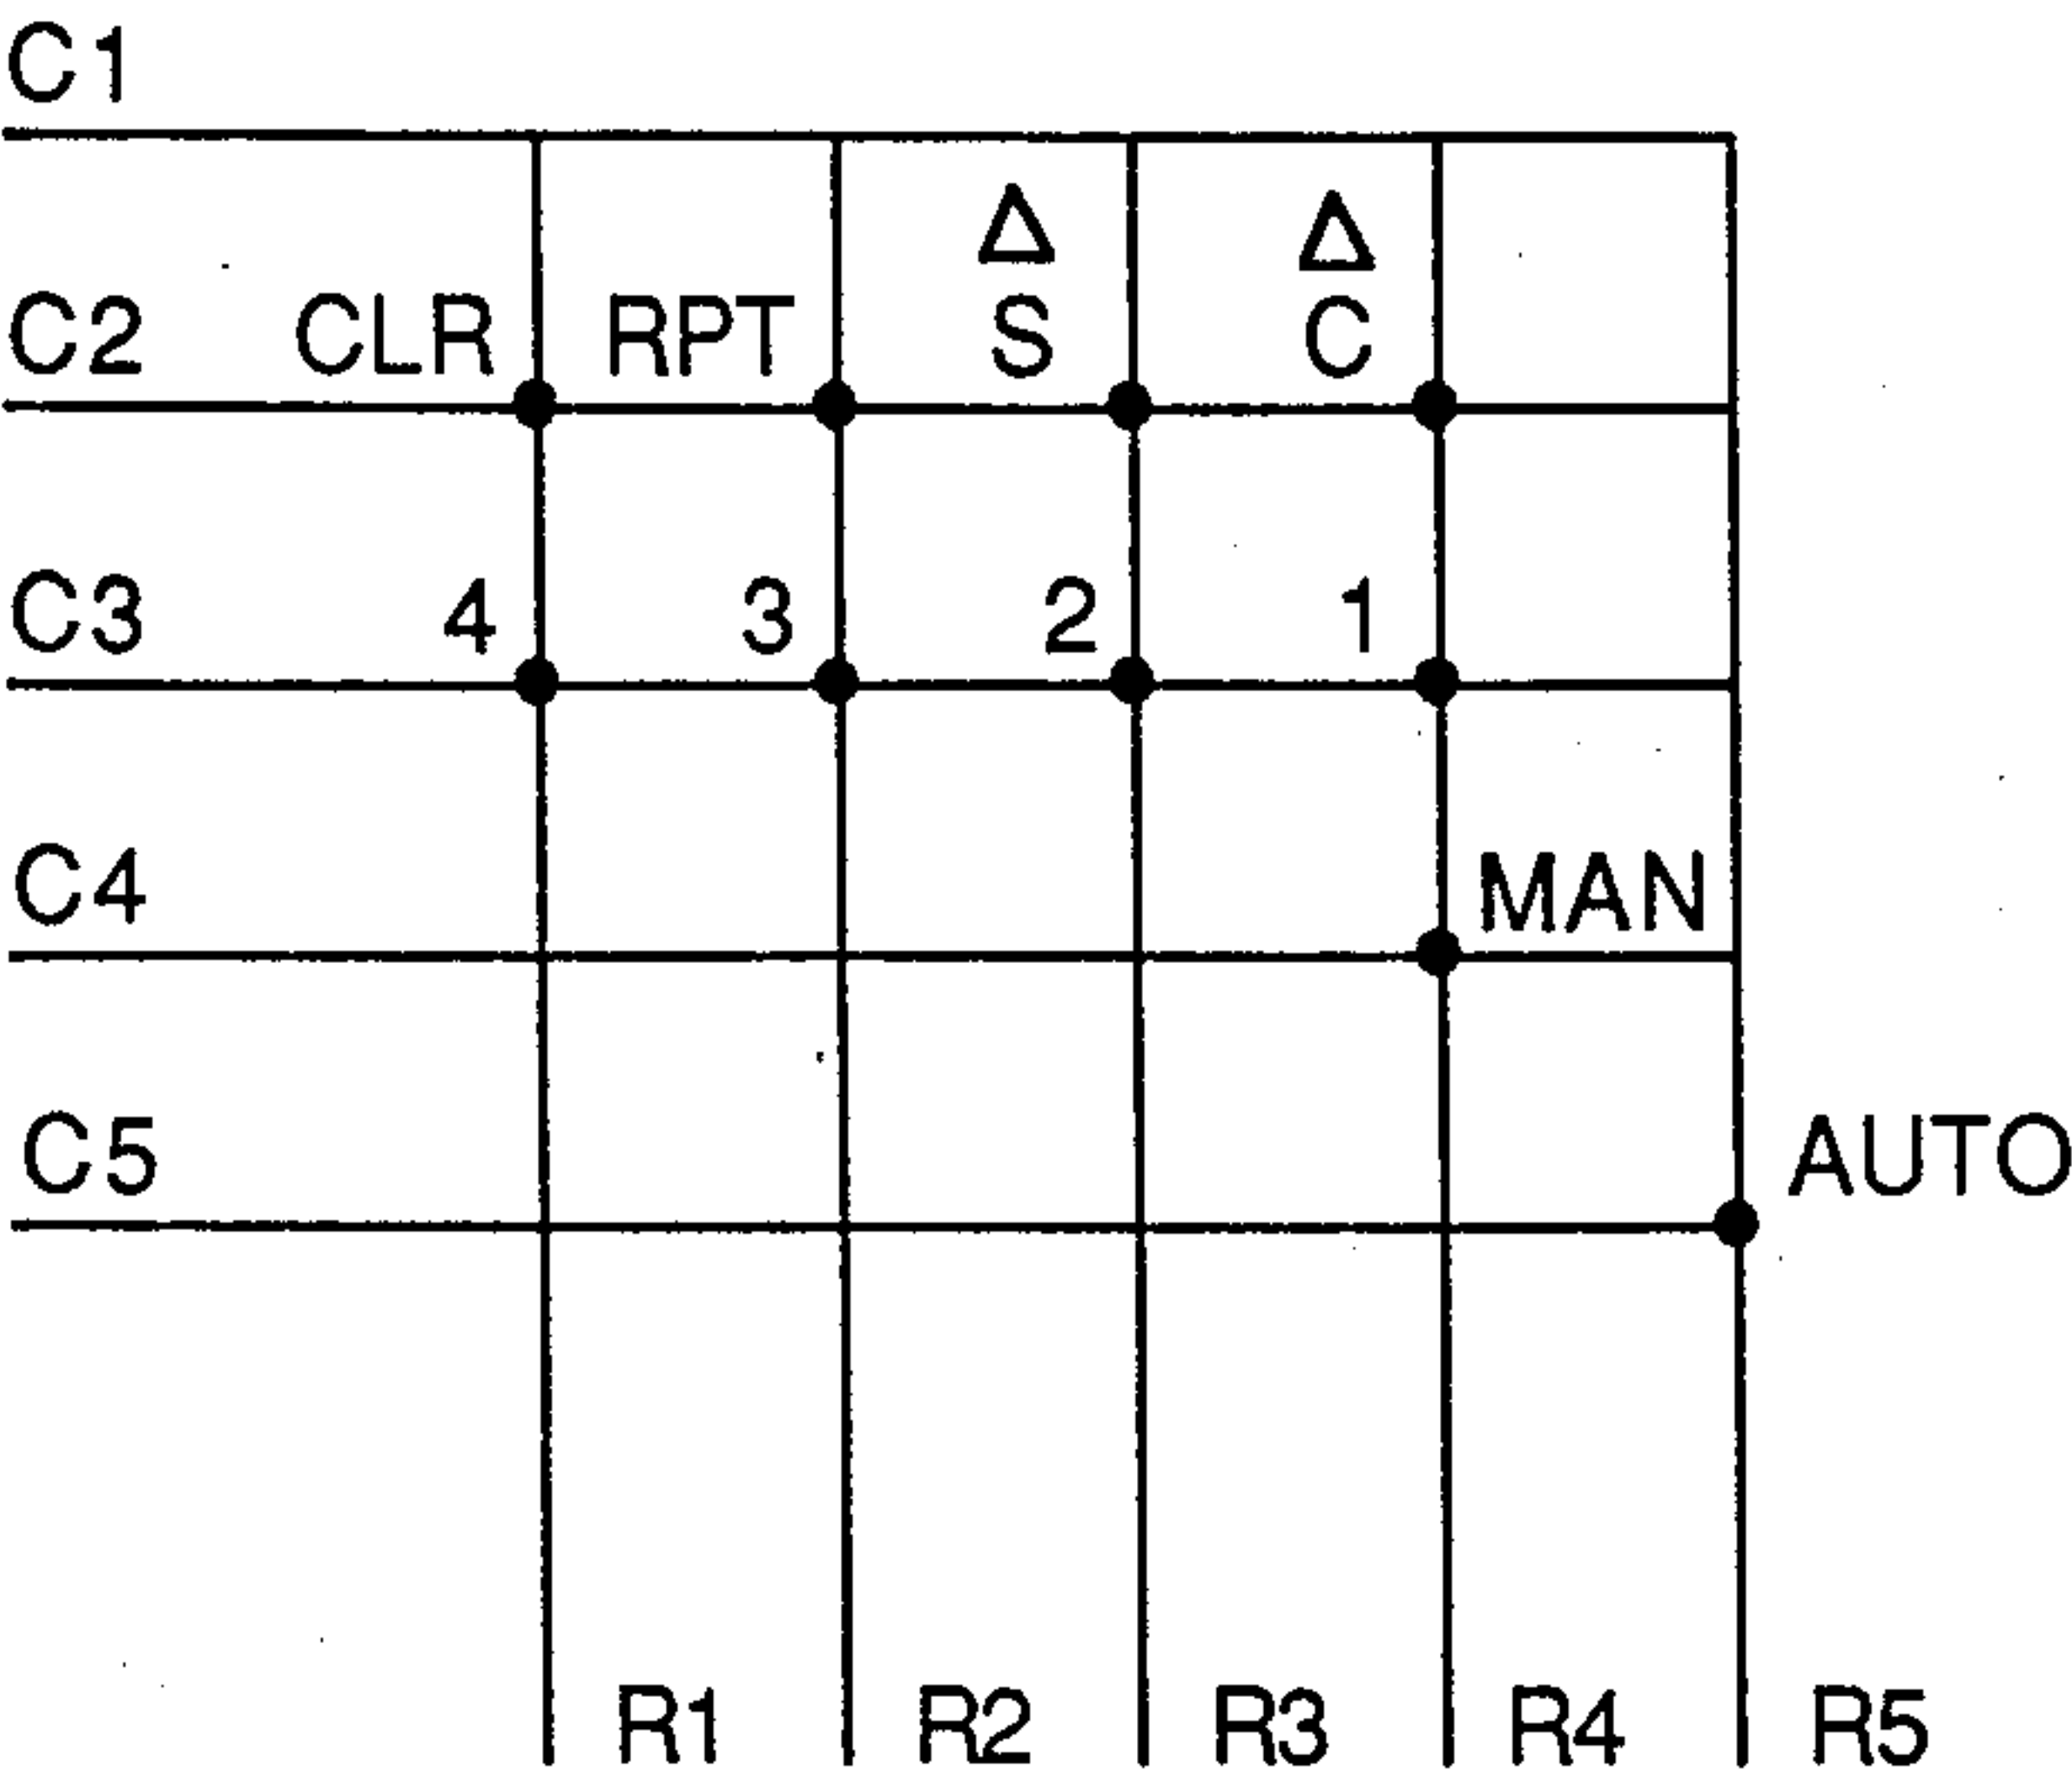 C1
Δ Δ
C2 CLR RPT S C
C3 4 3 2 1
C4 MAN
C5 AUTO
R1 R2 R3 R4 R5